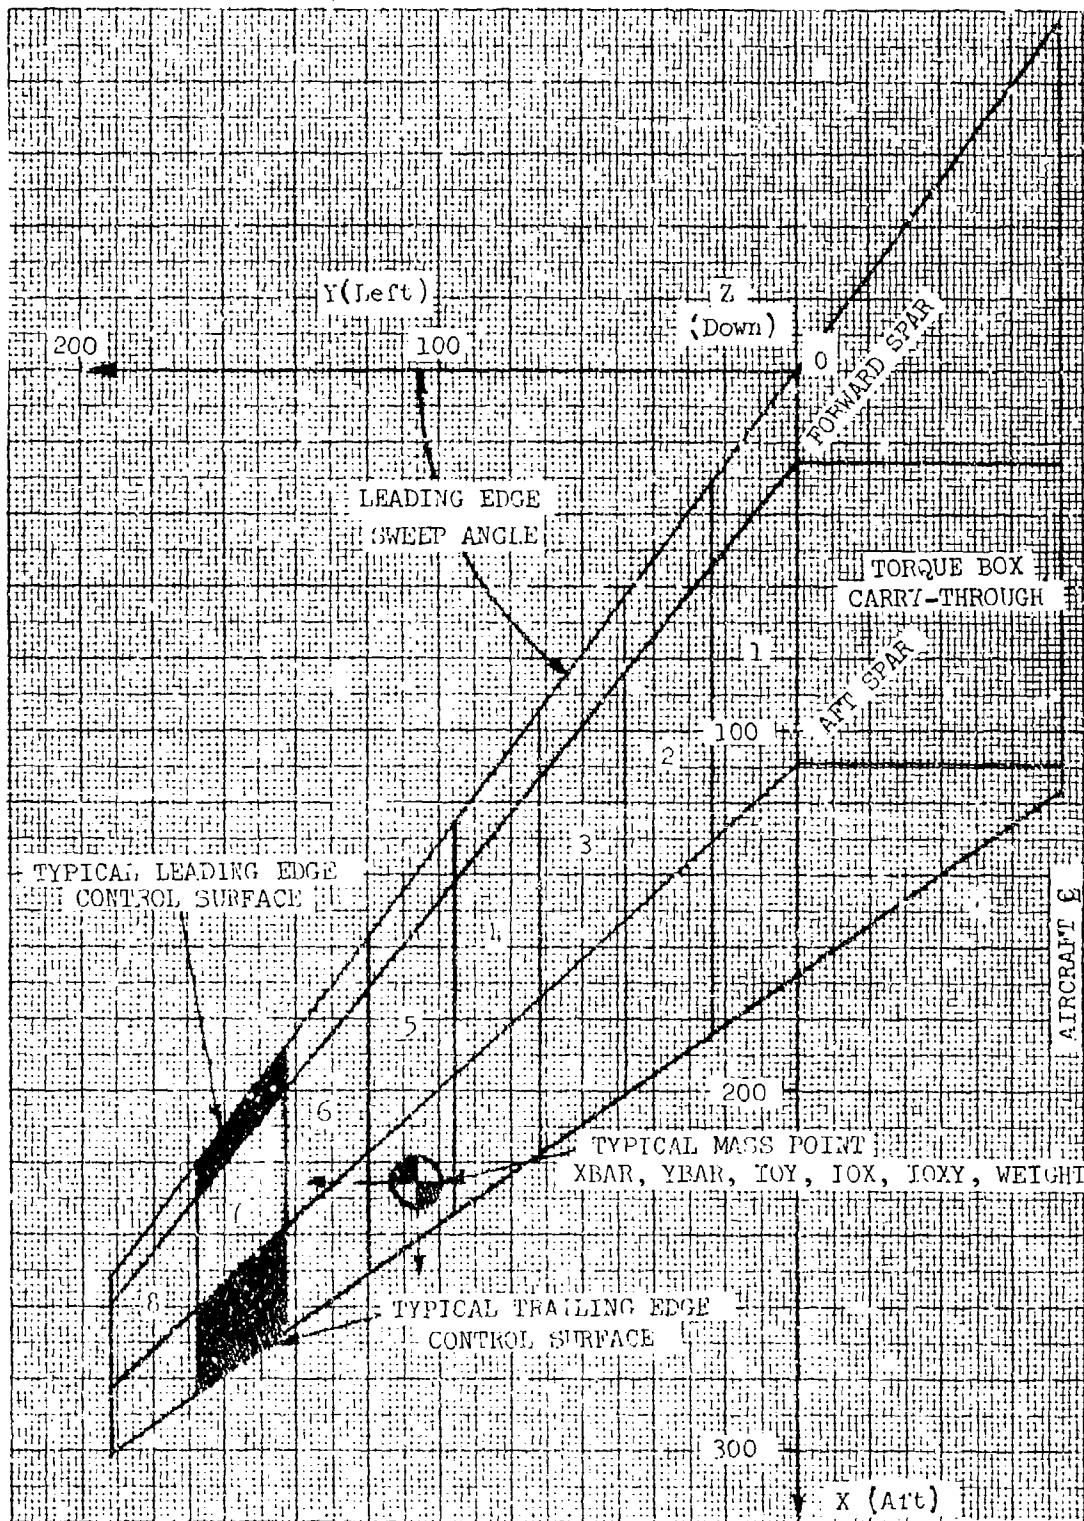 Y(Left)
Z
(Down)
200
100
0
FORWARD SPAR
LEADING EDGE
SWEEP ANGLE
TORQUE BOX
CARRY-THROUGH
1
AFT SPAR
100
2
3
TYPICAL LEADING EDGE
CONTROL SURFACE
4
AIRCRAFT ℄
5
200
6
TYPICAL MASS POINT
XBAR, YBAR, IOY, IOX, IOXY, WEIGHT
7
8
TYPICAL TRAILING EDGE
CONTROL SURFACE
300
X (Aft)